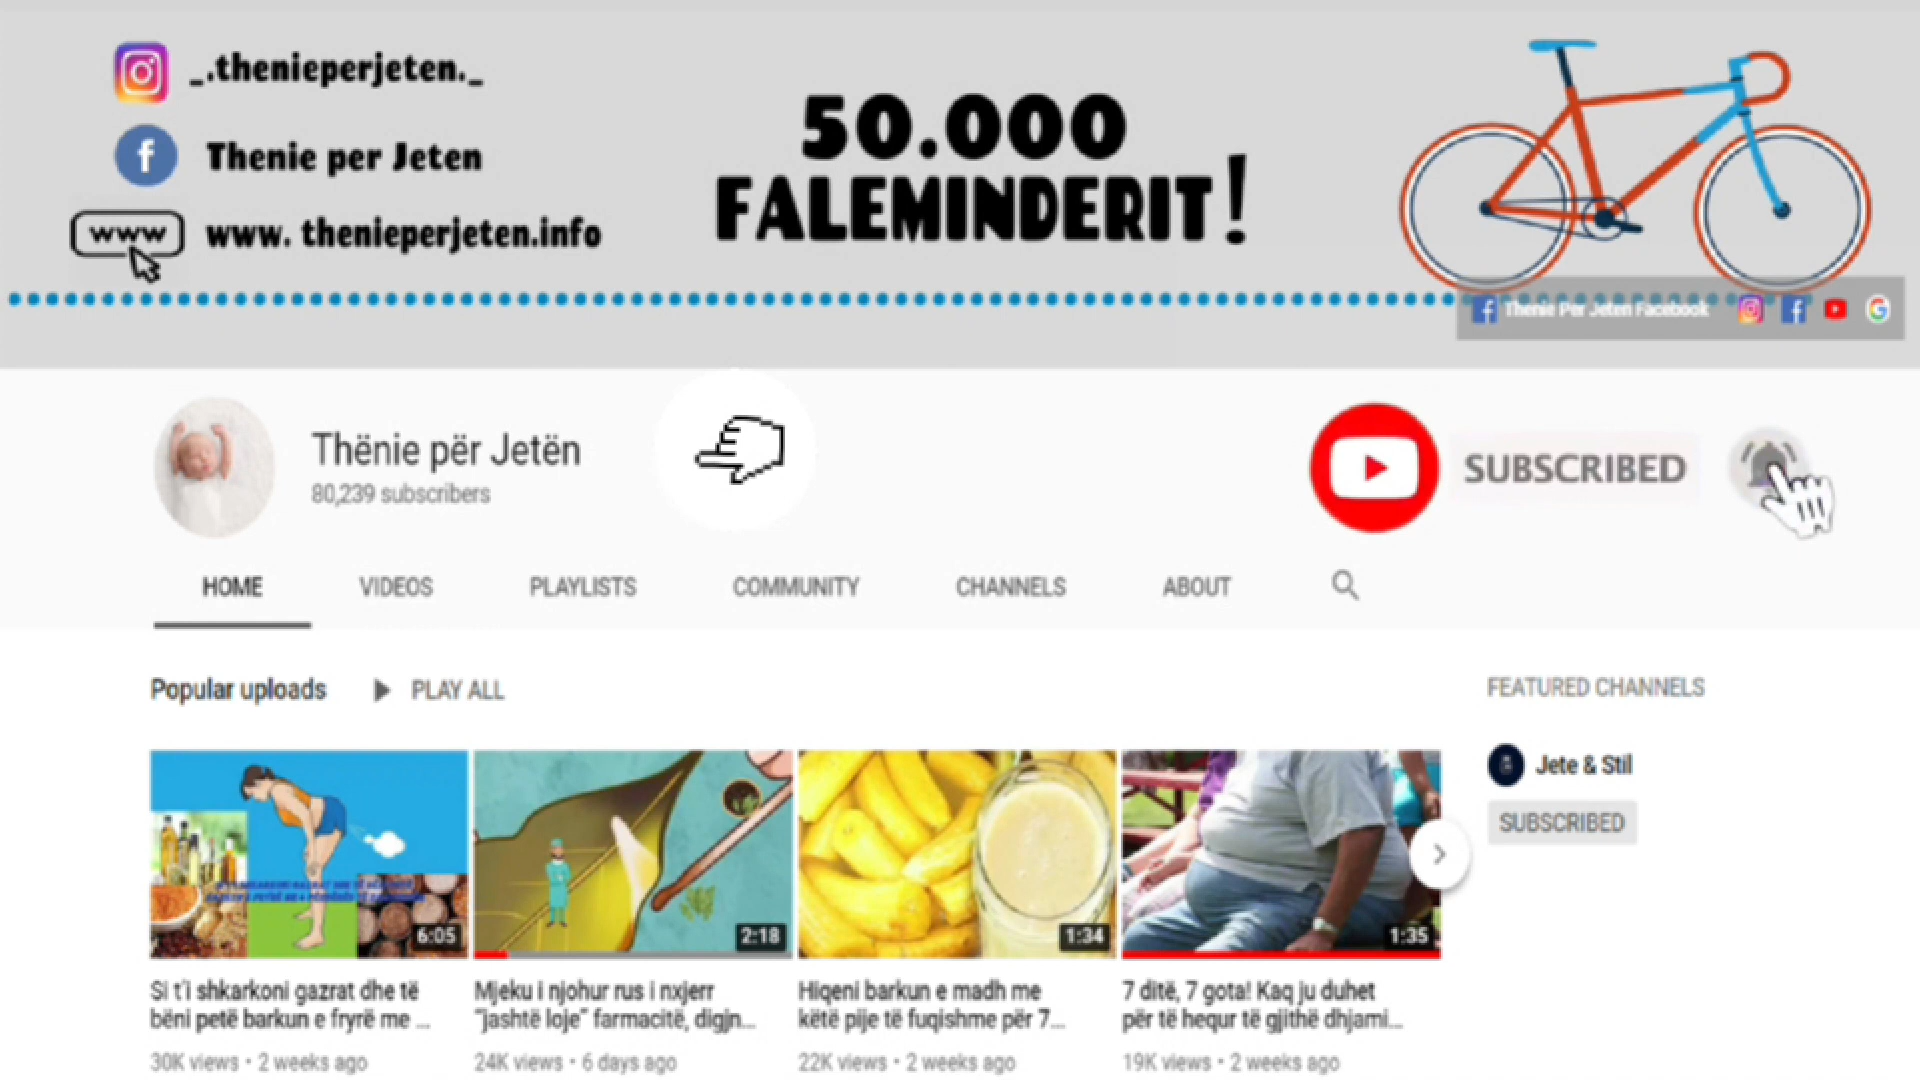 _.thenieperjeten._
Thenie per Jeten
www
www. thenieperjeten.info
50.000
FALEMINDERIT!
Thenie Per Jeten Facebook
Thënie për Jetën
80,239 subscribers
SUBSCRIBED
HOME VIDEOS PLAYLISTS COMMUNITY CHANNELS ABOUT
Popular uploads PLAY ALL
FEATURED CHANNELS
Jete & Stil
SUBSCRIBED
6:05
2:18
1:34
1:35
Si t'i shkarkoni gazrat dhe të
bëni petë barkun e fryrë me ...
30K views • 2 weeks ago
Mjeku i njohur rus i nxjerr
"jashtë loje" farmacitë, digjn...
24K views • 6 days ago
Hiqeni barkun e madh me
këtë pije të fuqishme për 7...
22K views • 2 weeks ago
7 ditë, 7 gota! Kaq ju duhet
për të hequr të gjithë dhjami...
19K views • 2 weeks ago